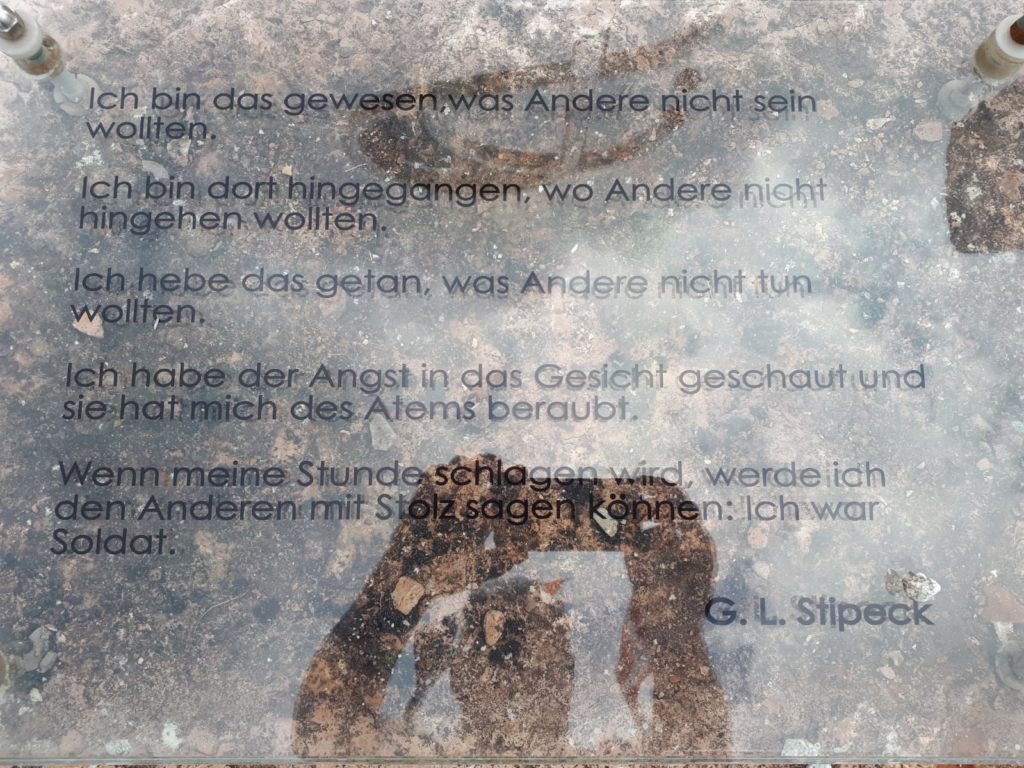 Ich bin das gewesen,was Andere nicht sein
wollten.
Ich bin dort hingegangen, wo Andere nicht
hingehen wollten.
Ich hebe das getan, was Andere nicht tun
wollten.
Ich habe der Angst in das Gesicht geschaut und
sie hat mich des Atems beraubt.
Wenn meine Stunde schlagen wird, werde ich
den Anderen mit Stolz sagen können: Ich war
Soldat.
G. L. Stipeck